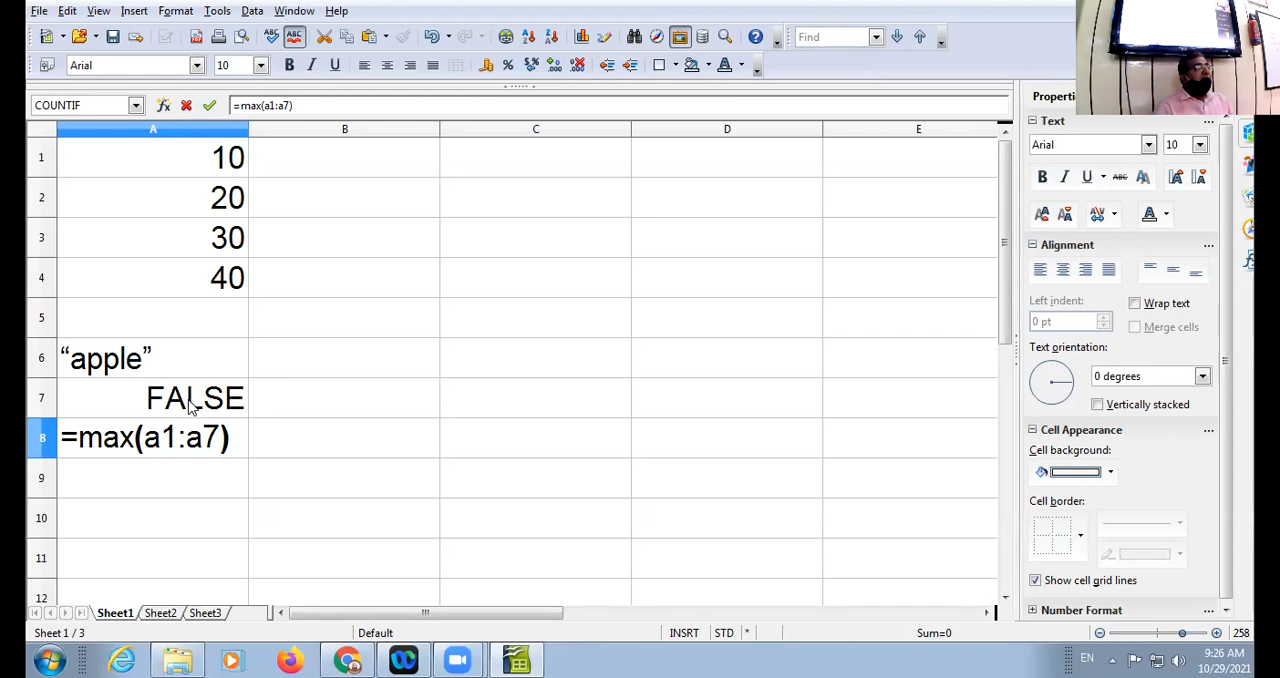 File Edit View Insert Format Tools Data Window Help
Find
Arial 10
COUNTIF =max(a1:a7)
A B C D E
1 10
2 20
3 30
4 40
5
6 “apple”
7 FALSE
8 =max(a1:a7)
9
10
11
12
Properti
Text
Arial 10
Alignment
Left indent: Wrap text
0 pt Merge cells
Text orientation:
0 degrees
Vertically stacked
Cell Appearance
Cell background:
Cell border:
Show cell grid lines
Number Format
Sheet1 Sheet2 Sheet3
Sheet 1 / 3 Default INSRT STD * Sum=0 258
EN 9:26 AM
10/29/2021